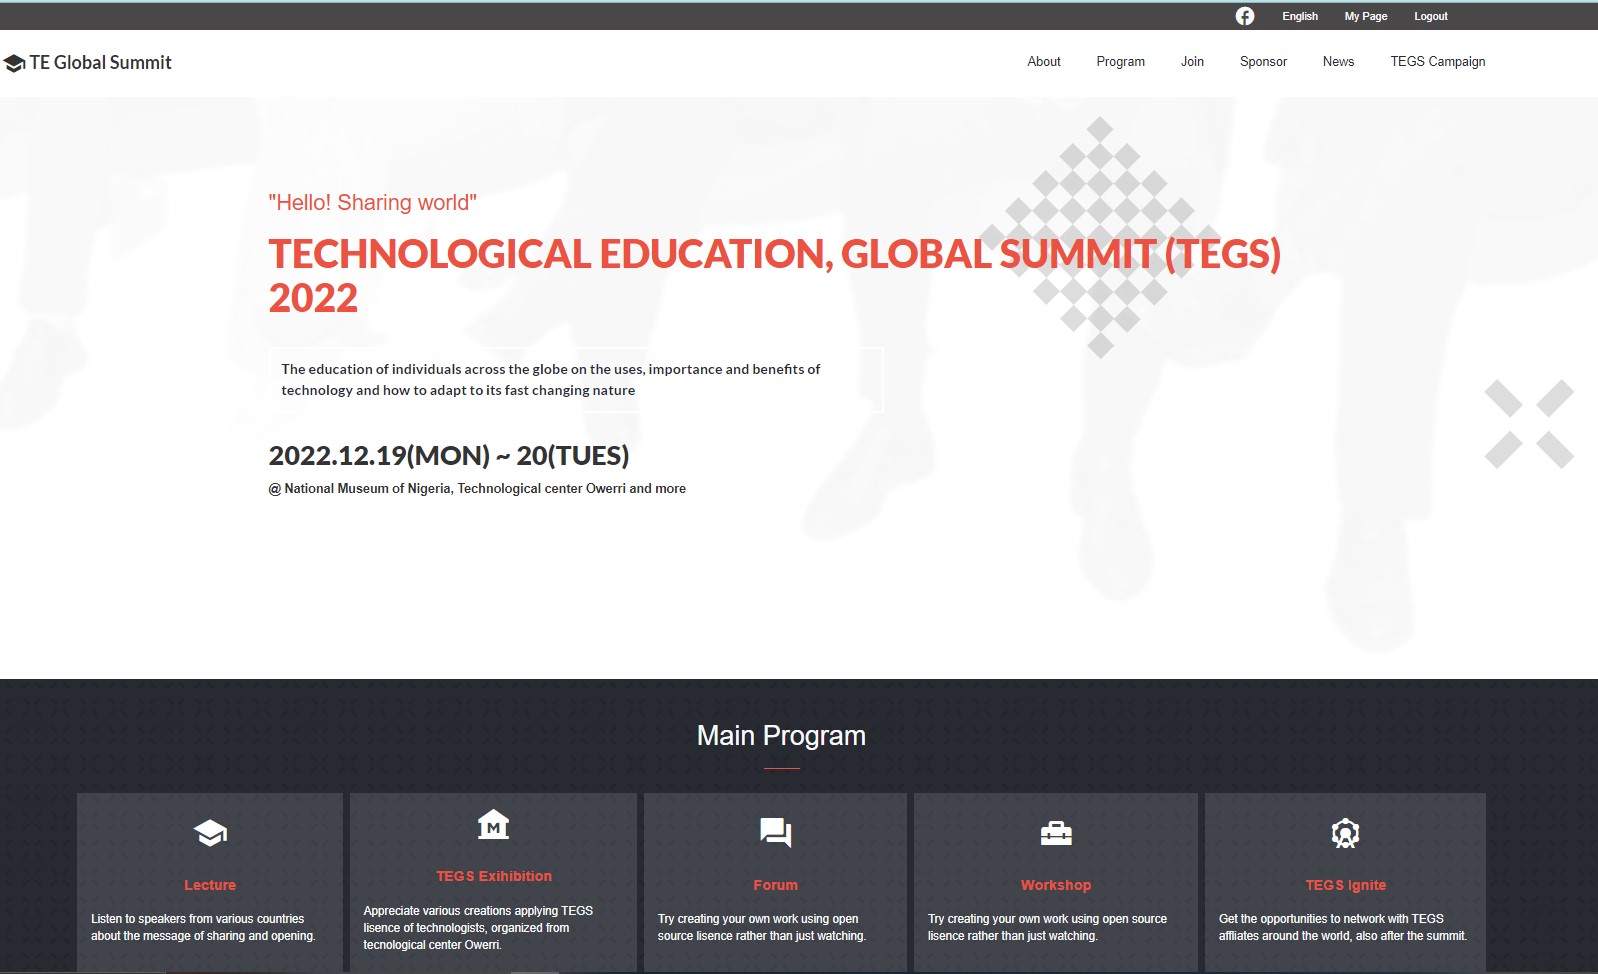 English My Page Logout
TE Global Summit
About Program Join Sponsor News TEGS Campaign
"Hello! Sharing world"
TECHNOLOGICAL EDUCATION, GLOBAL SUMMIT (TEGS)
2022
The education of individuals across the globe on the uses, importance and benefits of
technology and how to adapt to its fast changing nature
2022.12.19(MON) ~ 20(TUES)
@ National Museum of Nigeria, Technological center Owerri and more
Main Program
Lecture
Listen to speakers from various countries
about the message of sharing and opening.
M
TEGS Exihibition
Appreciate various creations applying TEGS
lisence of technologists, organized from
tecnological center Owerri.
Forum
Try creating your own work using open
source lisence rather than just watching.
Workshop
Try creating your own work using open source
lisence rather than just watching.
TEGS Ignite
Get the opportunities to network with TEGS
affliates around the world, also after the summit.